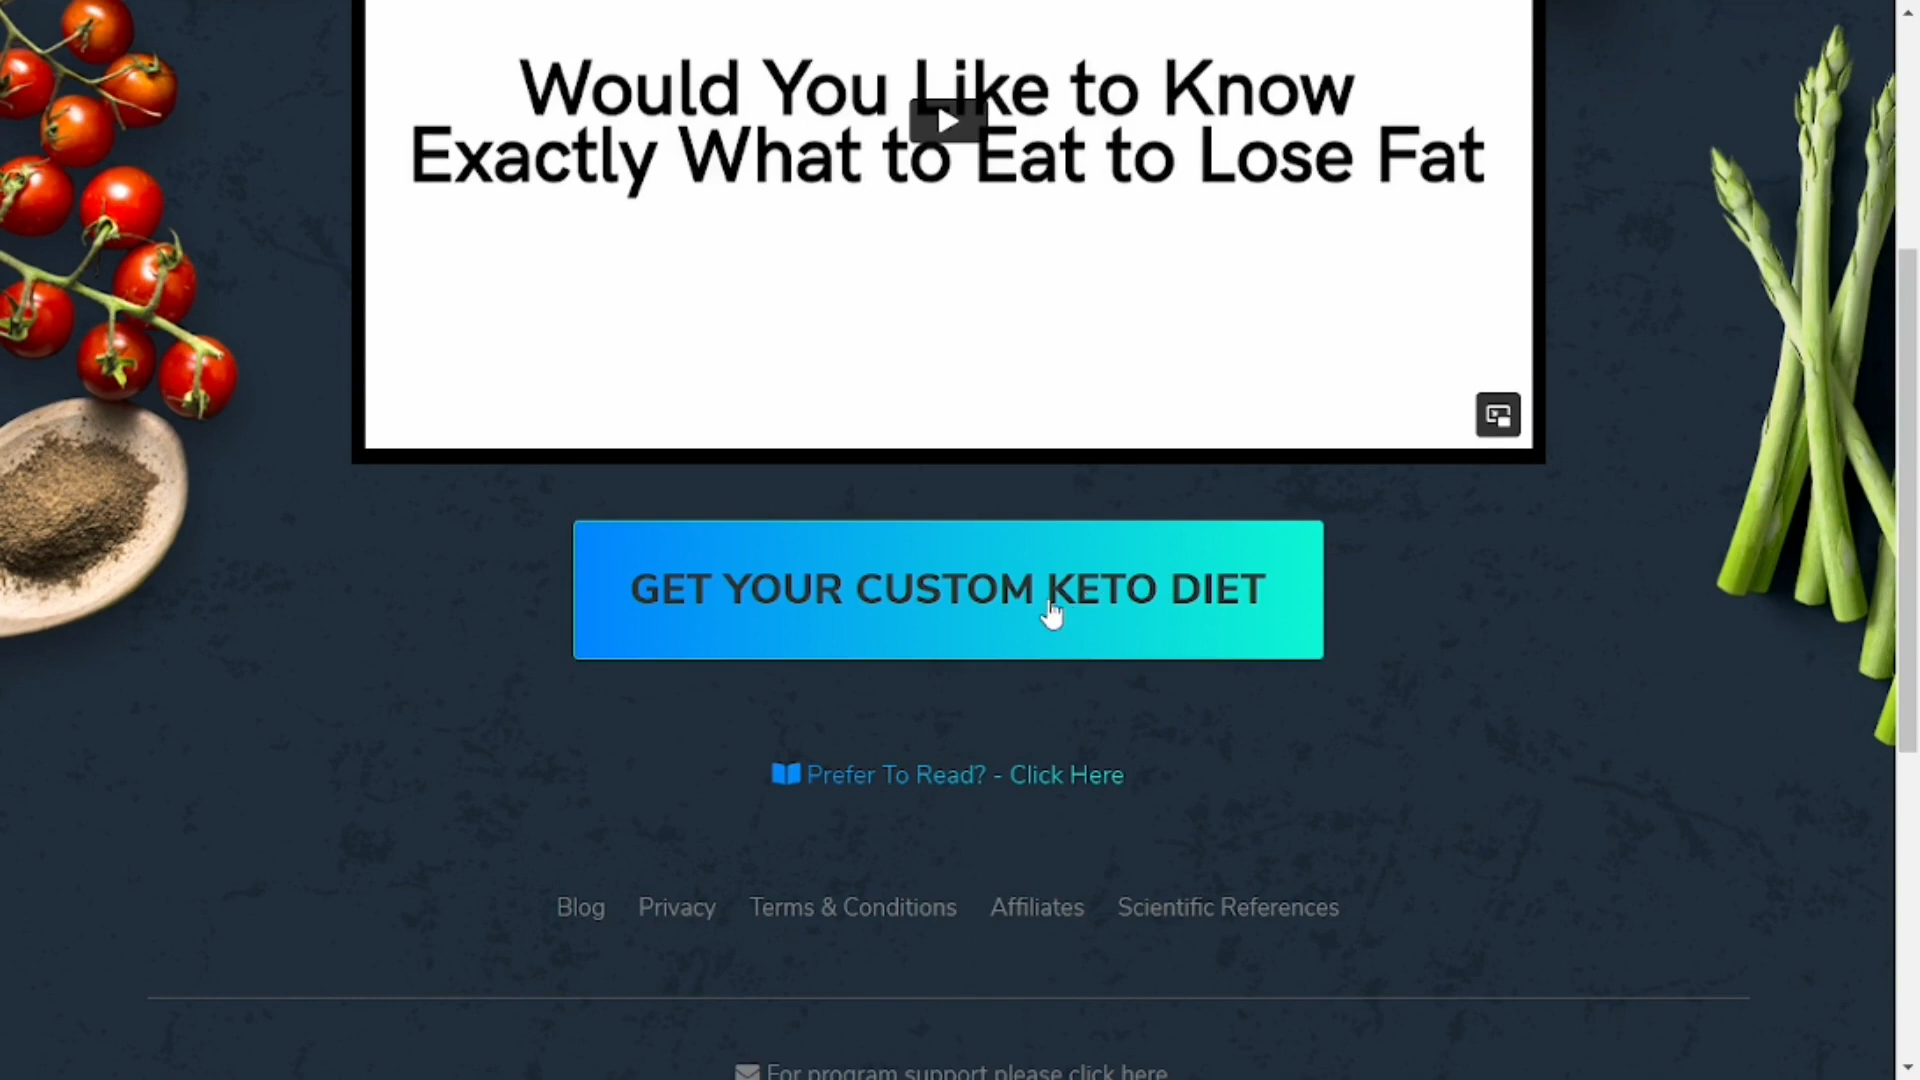 Would You Like to Know
Exactly What to Eat to Lose Fat
GET YOUR CUSTOM KETO DIET
Prefer To Read? - Click Here
Blog Privacy Terms & Conditions Affiliates Scientific References
For program support please click here